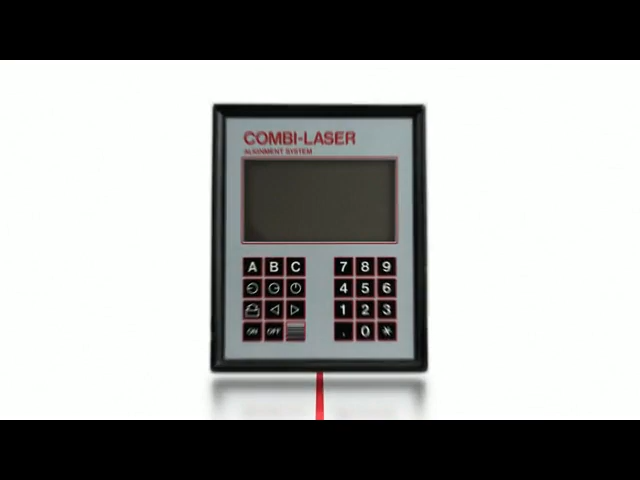 COMBI-LASER
ALIGNMENT SYSTEM
A B C 7 8 9
4 5 6
1 2 3
ON OFF . 0 *